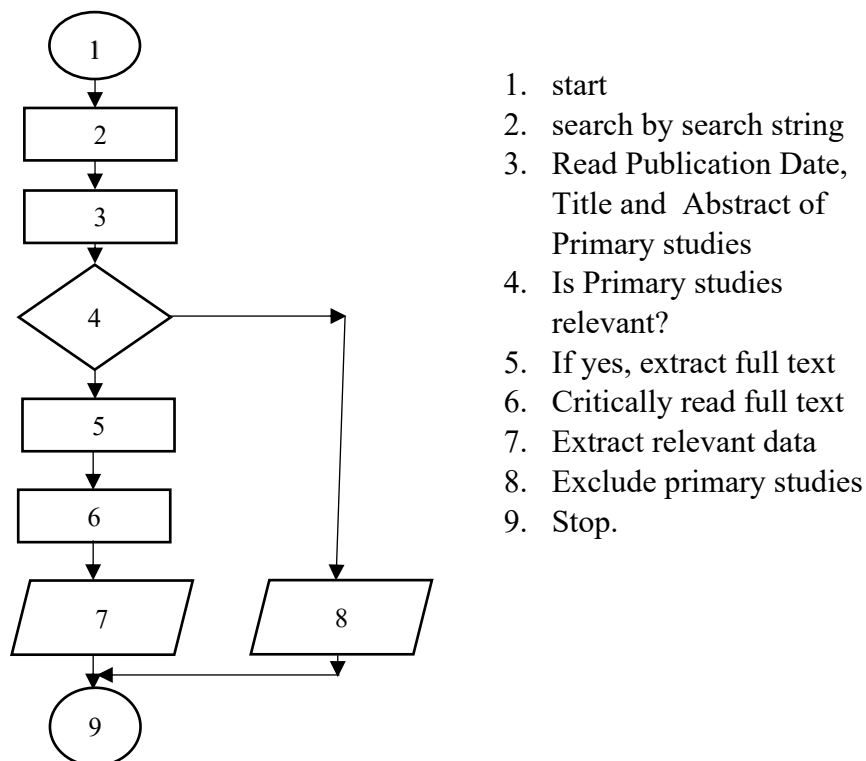 1
2
3
4
5
6
7
8
9
1. start
2. search by search string
3. Read Publication Date,
Title and Abstract of
Primary studies
4. Is Primary studies
relevant?
5. If yes, extract full text
6. Critically read full text
7. Extract relevant data
8. Exclude primary studies
9. Stop.